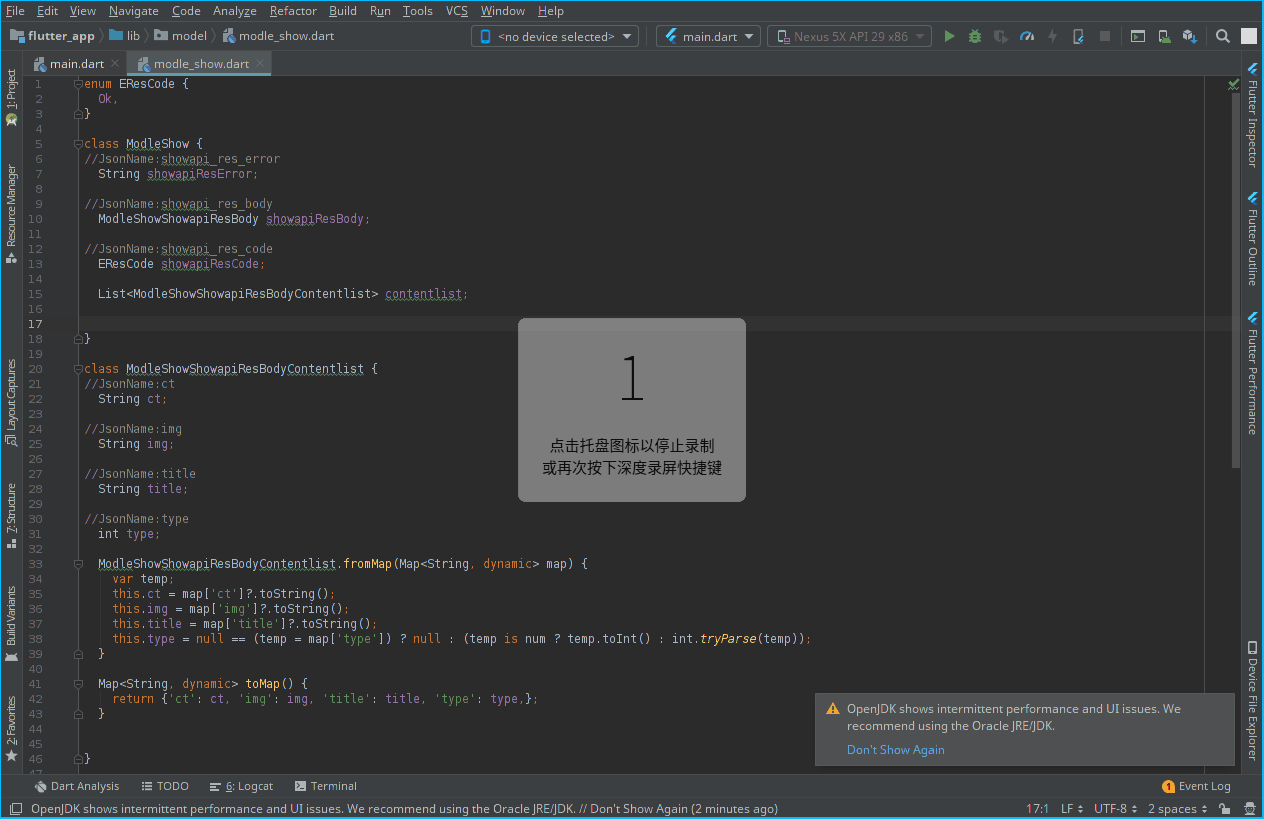 File Edit View Navigate Code Analyze Refactor Build Run Tools VCS Window Help
flutter_app lib model modle_show.dart <no device selected> main.dart Nexus 5X API 29 x86
main.dart modle_show.dart
1 enum EResCode {
2 Ok,
3 }
4
5 class ModleShow {
6 //JsonName:showapi_res_error
7 String showapiResError;
8
9 //JsonName:showapi_res_body
10 ModleShowShowapiResBody showapiResBody;
11
12 //JsonName:showapi_res_code
13 EResCode showapiResCode;
14
15 List<ModleShowShowapiResBodyContentlist> contentlist;
16
17
18 }
19
20 class ModleShowShowapiResBodyContentlist {
21 //JsonName:ct
22 String ct;
23
24 //JsonName:img
25 String img;
26
27 //JsonName:title
28 String title;
29
30 //JsonName:type
31 int type;
32
33 ModleShowShowapiResBodyContentlist.fromMap(Map<String, dynamic> map) {
34 var temp;
35 this.ct = map['ct']?.toString();
36 this.img = map['img']?.toString();
37 this.title = map['title']?.toString();
38 this.type = null == (temp = map['type']) ? null : (temp is num ? temp.toInt() : int.tryParse(temp));
39 }
40
41 Map<String, dynamic> toMap() {
42 return {'ct': ct, 'img': img, 'title': title, 'type': type,};
43 }
44
45
46 }
47
1
点击托盘图标以停止录制
或再次按下深度录屏快捷键
1: Project
Resource Manager
Layout Captures
7: Structure
Build Variants
2: Favorites
Flutter Inspector
Flutter Outline
Flutter Performance
Device File Explorer
OpenJDK shows intermittent performance and UI issues. We
recommend using the Oracle JRE/JDK.
Don't Show Again
Dart Analysis TODO 6: Logcat Terminal 1 Event Log
OpenJDK shows intermittent performance and UI issues. We recommend using the Oracle JRE/JDK. // Don't Show Again (2 minutes ago) 17:1 LF UTF-8 2 spaces